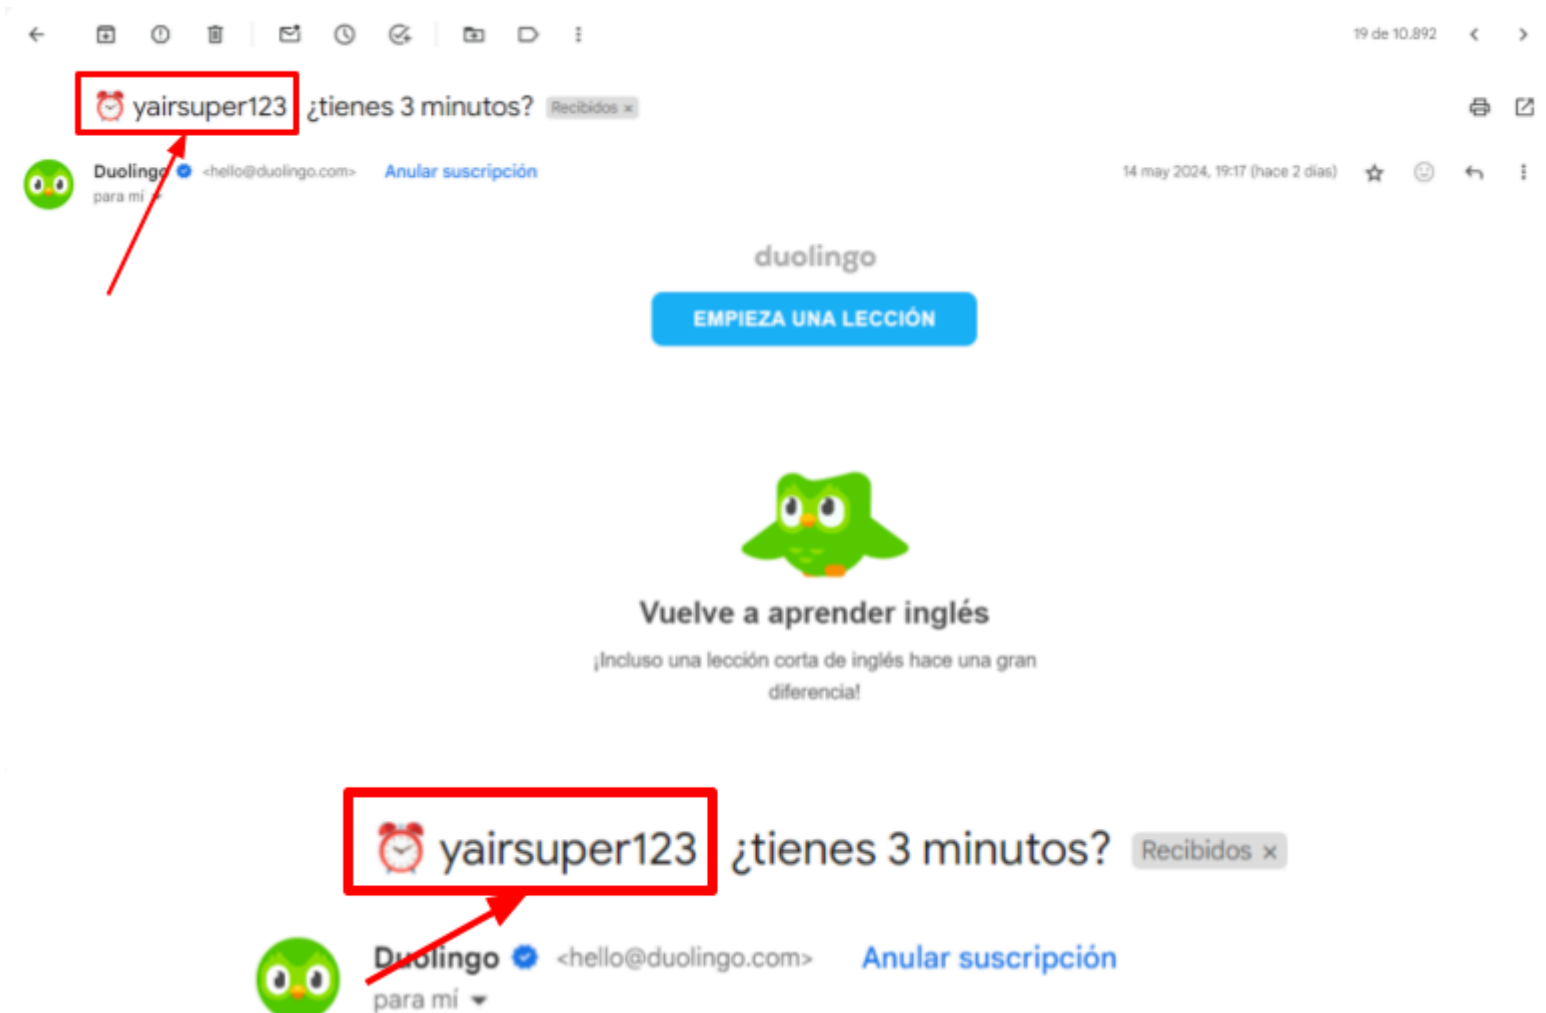 19 de 10.892
⏰ yairsuper123 ¿tienes 3 minutos? Recibidos ×
Duolingo <hello@duolingo.com> Anular suscripción 14 may 2024, 19:17 (hace 2 días)
para mí
duolingo
EMPIEZA UNA LECCIÓN
Vuelve a aprender inglés
¡Incluso una lección corta de inglés hace una gran
diferencia!
⏰ yairsuper123 ¿tienes 3 minutos? Recibidos ×
Duolingo <hello@duolingo.com> Anular suscripción
para mí